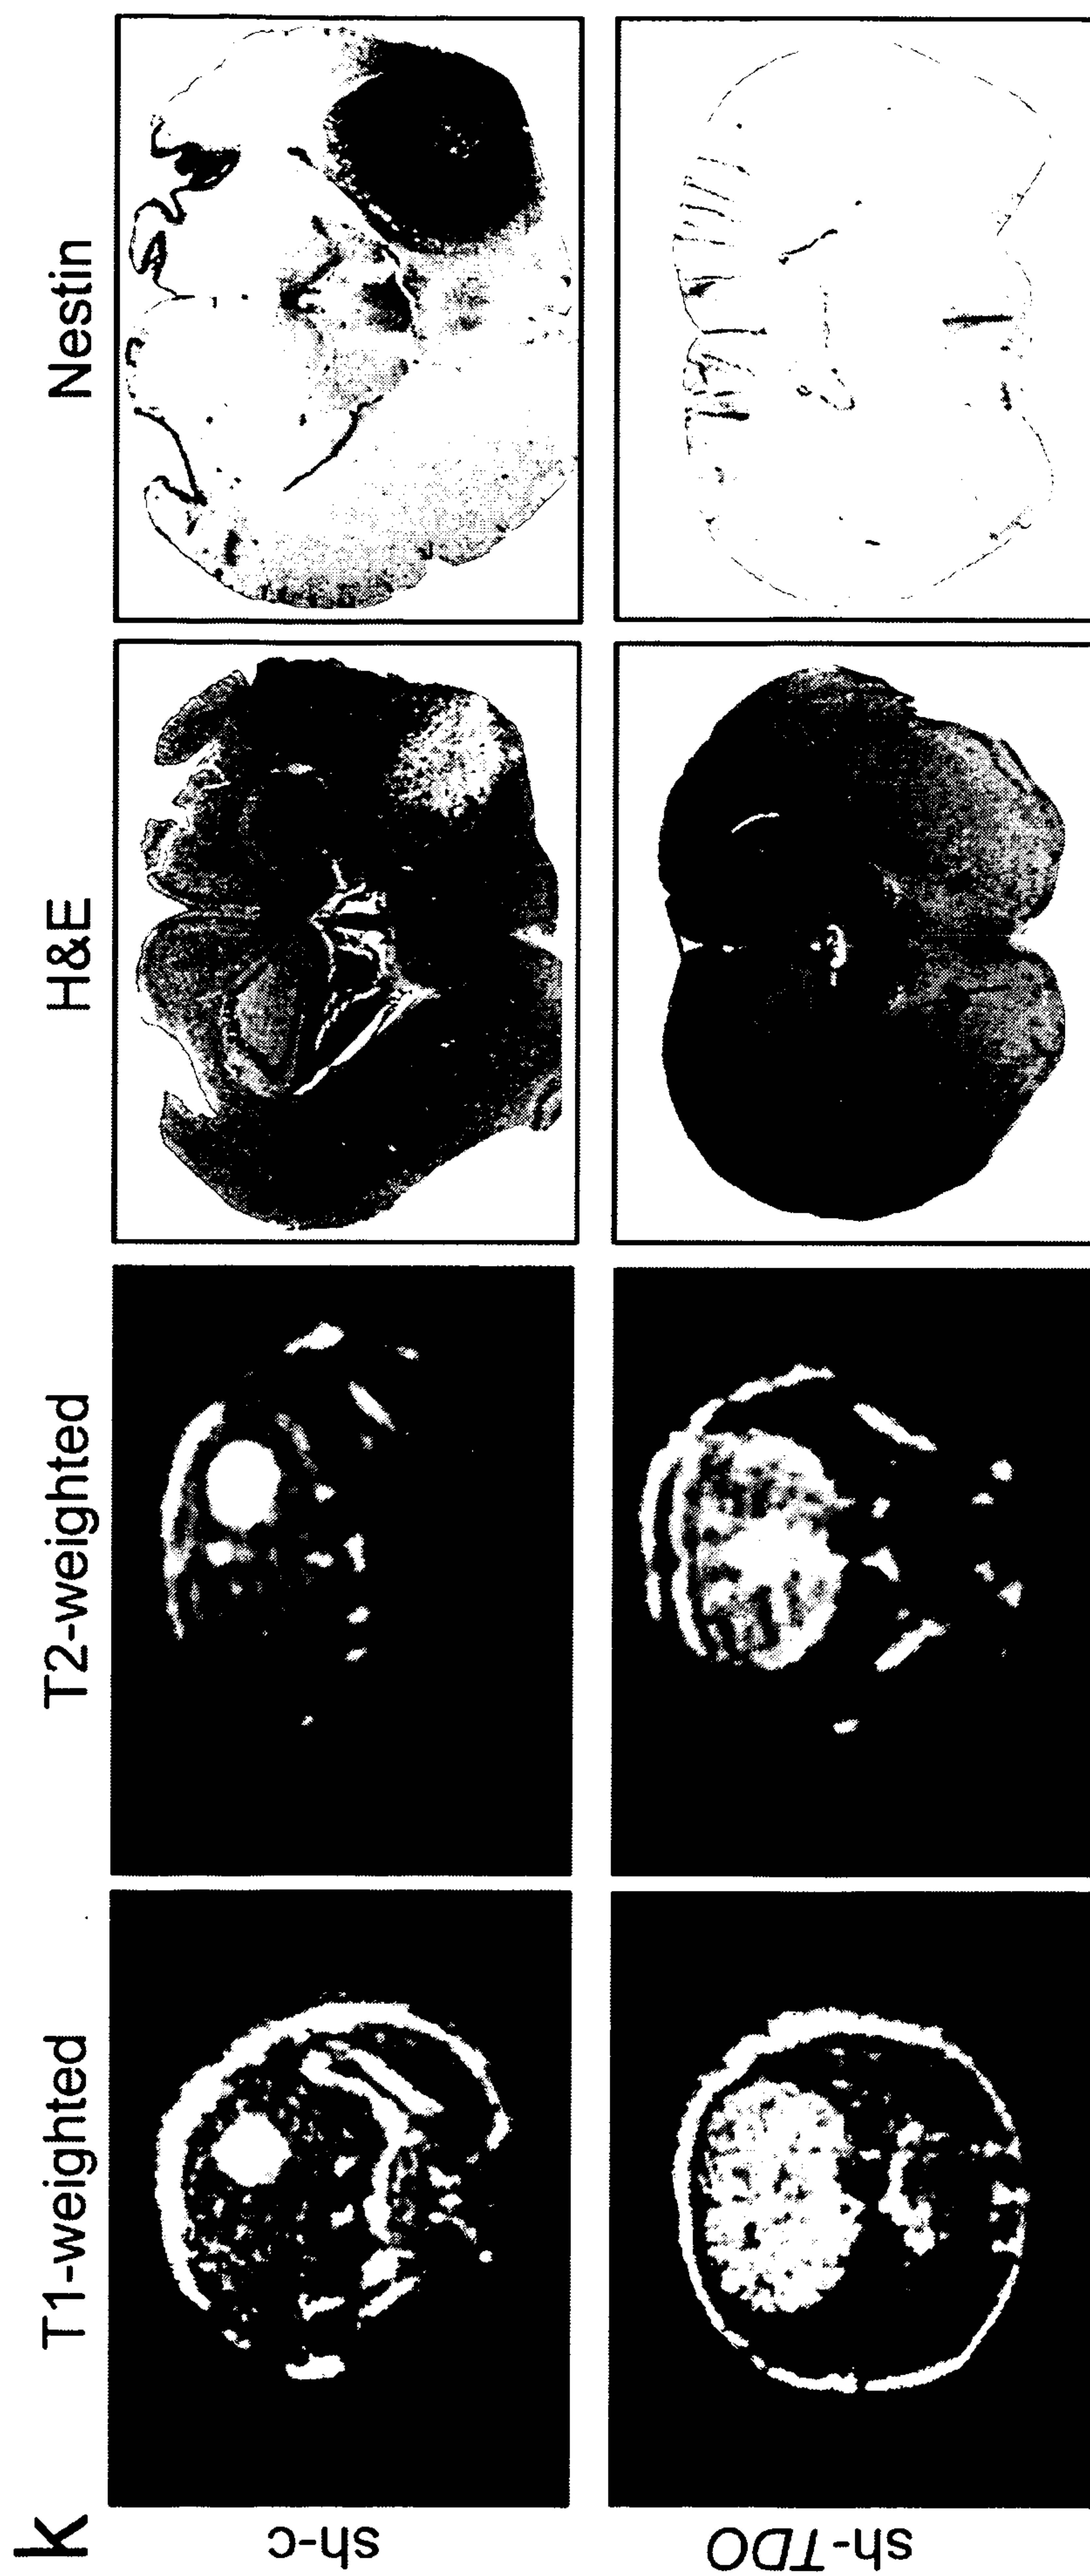 k
T1-weighted
T2-weighted
H&E
Nestin
sh-c
sh-TDO